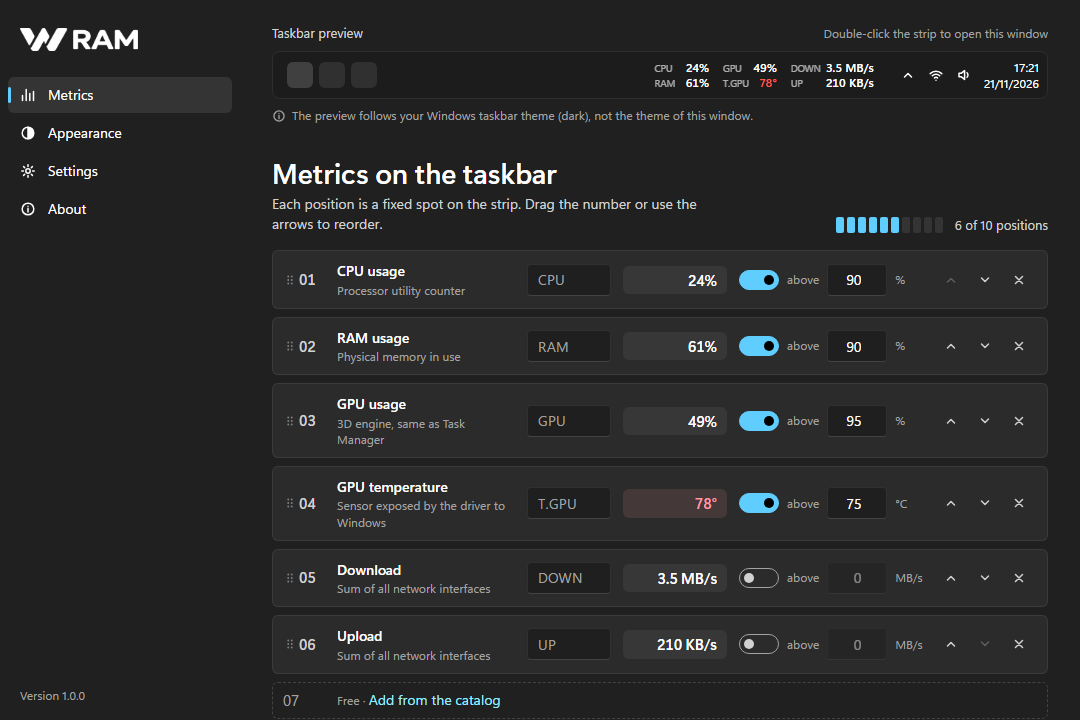 W RAM
Metrics
Appearance
Settings
About
Version 1.0.0
Taskbar preview
Double-click the strip to open this window
CPU 24% GPU 49% DOWN 3.5 MB/s
RAM 61% T.GPU 78° UP 210 KB/s
17:21
21/11/2026
The preview follows your Windows taskbar theme (dark), not the theme of this window.
Metrics on the taskbar
Each position is a fixed spot on the strip. Drag the number or use the
arrows to reorder.
6 of 10 positions
01 CPU usage CPU 24% above 90 %
Processor utility counter
02 RAM usage RAM 61% above 90 %
Physical memory in use
03 GPU usage GPU 49% above 95 %
3D engine, same as Task
Manager
04 GPU temperature T.GPU 78° above 75 °C
Sensor exposed by the driver to
Windows
05 Download DOWN 3.5 MB/s above 0 MB/s
Sum of all network interfaces
06 Upload UP 210 KB/s above 0 MB/s
Sum of all network interfaces
07 Free · Add from the catalog